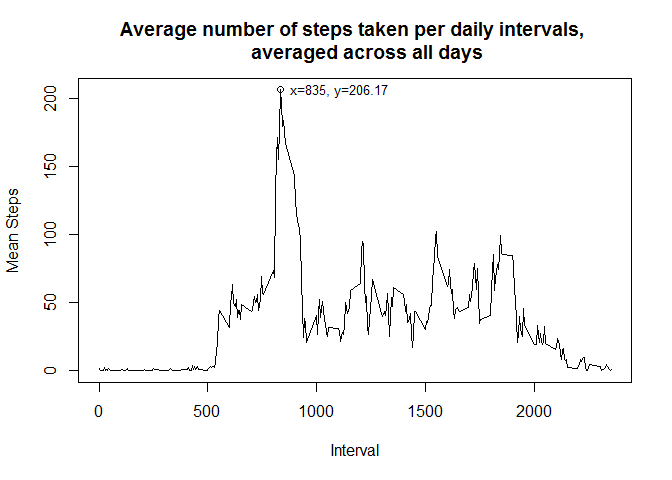 Average number of steps taken per daily intervals,
averaged across all days
x=835, y=206.17
Mean Steps
200
150
100
50
0
0 500 1000 1500 2000
Interval